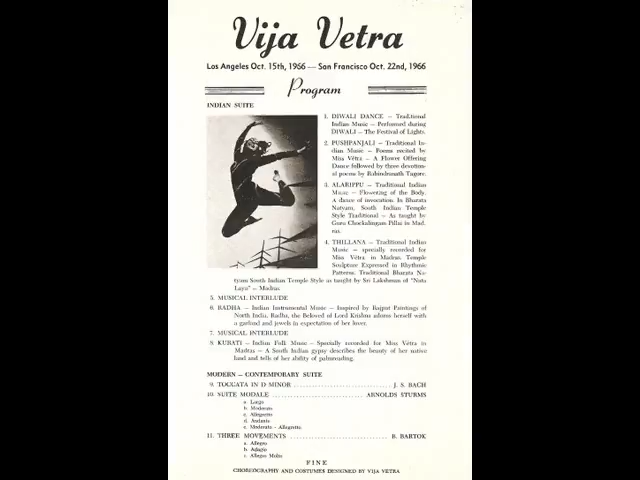 Vija Vetra
Los Angeles Oct. 15th, 1966 — San Francisco Oct. 22nd, 1966
Program
INDIAN SUITE
1. DIWALI DANCE — Traditional
Indian Music — Performed during
DIWALI — The Festival of Lights.
2. PUSHPANJALI — Traditional In-
dian Music — Poems recited by
Miss Vētra — A Flower Offering
Dance followed by three devotion-
al poems by Rabindranath Tagore.
3. ALARIPPU — Traditional Indian
Music — Flowering of the Body.
A dance of invocation. In Bharata
Natyam, South Indian Temple
Style Traditional — As taught by
Guru Chockalingam Pillai in Mad-
ras.
4. THILLANA — Traditional Indian
Music — specially recorded for
Miss Vētra in Madras. Temple
Sculpture Expressed in Rhythmic
Patterns. Traditional Bharata Na-
tyam South Indian Temple Style as taught by Sri Lakshman of "Nata
Laya" — Madras.
5. MUSICAL INTERLUDE
6. RADHA — Indian Instrumental Music — Inspired by Rajput Paintings of
North India. Radha, the Beloved of Lord Krishna adorns herself with
a garland and jewels in expectation of her lover.
7. MUSICAL INTERLUDE
8. KURATI — Indian Folk Music — Specially recorded for Miss Vētra in
Madras — A South Indian gypsy describes the beauty of her native
land and tells of her ability of palmreading.
MODERN — CONTEMPORARY SUITE
9. TOCCATA IN D MINOR J. S. BACH
10. SUITE MODALE ARNOLDS STURMS
a. Largo
b. Moderato
c. Allegretto
d. Andante
e. Moderato - Allegretto
11. THREE MOVEMENTS B. BARTOK
a. Allegro
b. Adagio
c. Allegro Molto
FINE
CHOREOGRAPHY AND COSTUMES DESIGNED BY VIJA VETRA